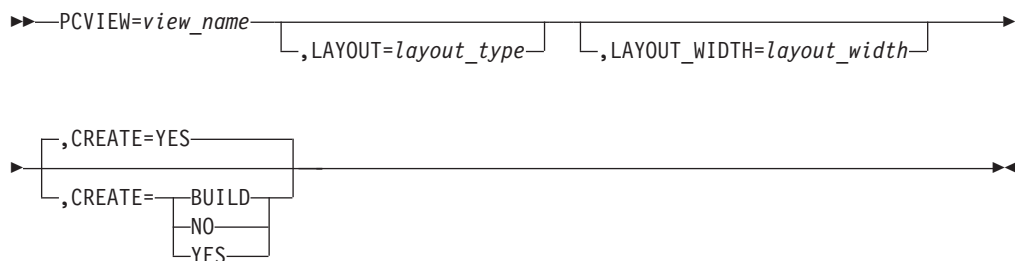 PCVIEW=view_name
,LAYOUT=layout_type
,LAYOUT_WIDTH=layout_width
,CREATE=YES
,CREATE=
BUILD
NO
YES